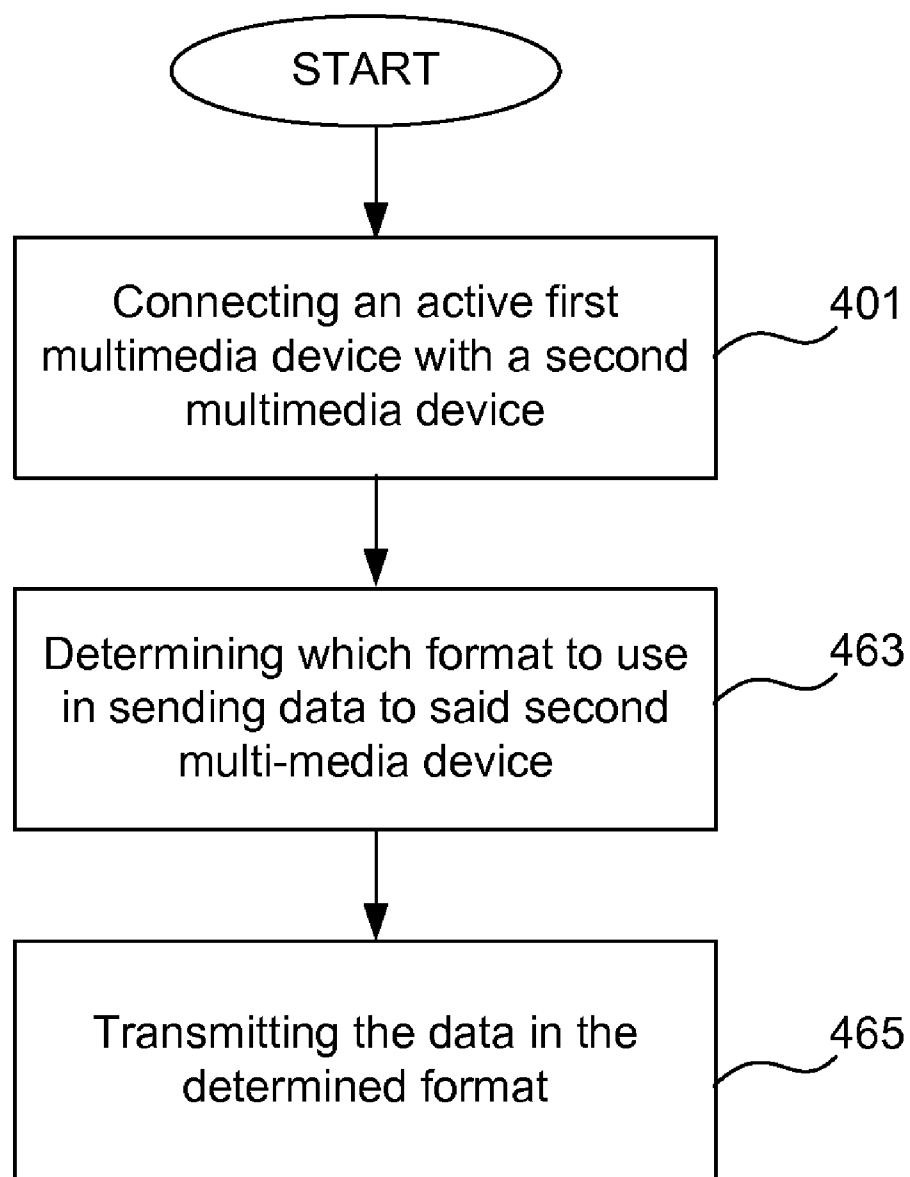 START
Connecting an active first
multimedia device with a second
multimedia device
401
Determining which format to use
in sending data to said second
multi-media device
463
Transmitting the data in the
determined format
465